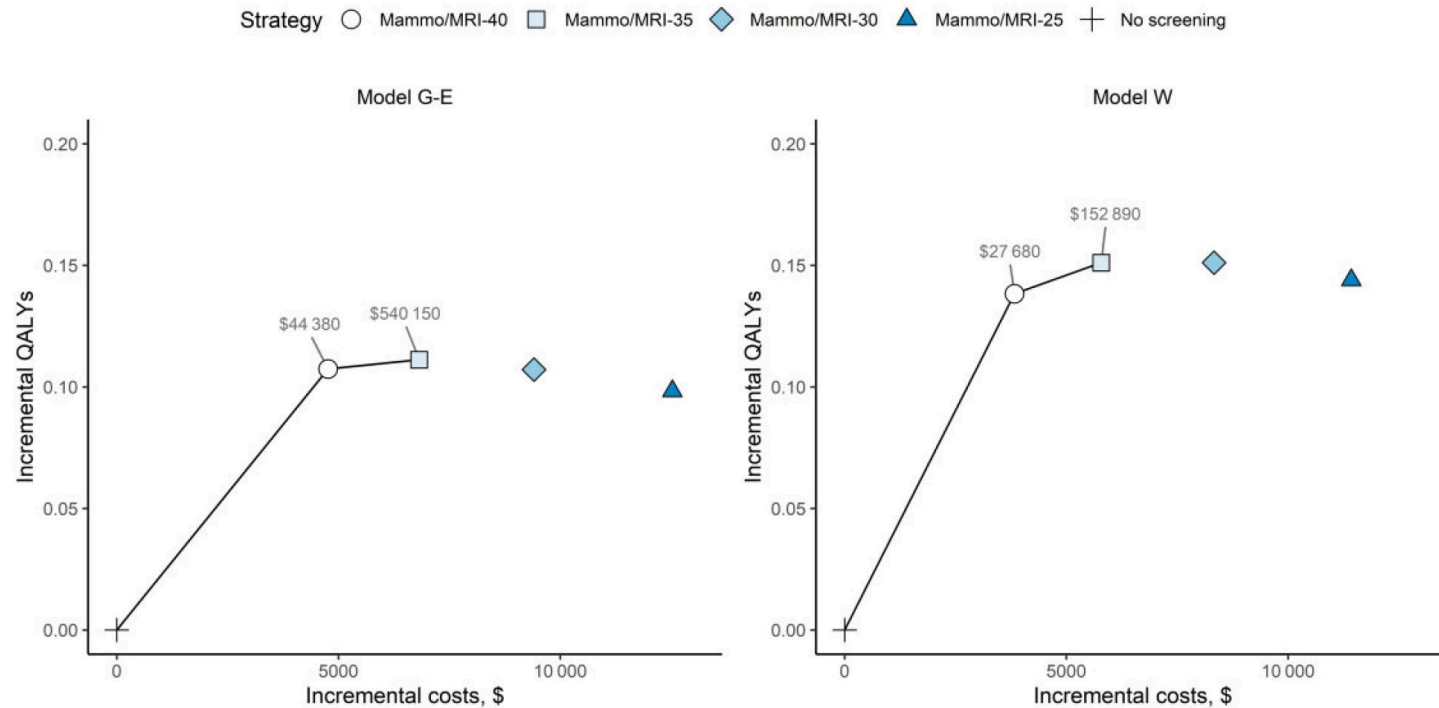 Strategy Mammo/MRI-40 Mammo/MRI-35 Mammo/MRI-30 Mammo/MRI-25 No screening
Model G-E
0.20
0.15
0.10
0.05
0.00
Incremental QALYs
$44 380
$540 150
0
5000
10 000
Incremental costs, $
Model W
0.20
0.15
0.10
0.05
0.00
Incremental QALYs
$27 680
$152 890
0
5000
10 000
Incremental costs, $